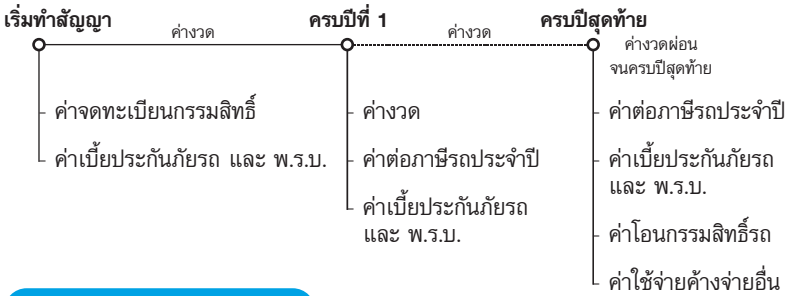 เริ่มทำสัญญา
ค่างวด
ครบปีที่ 1
ค่างวด
ครบปีสุดท้าย
ค่างวดผ่อน
จนครบปีสุดท้าย
ค่าจดทะเบียนกรรมสิทธิ์
ค่าเบี้ยประกันภัยรถ และ พ.ร.บ.
ค่างวด
ค่าต่อภาษีรถประจำปี
ค่าเบี้ยประกันภัยรถ
และ พ.ร.บ.
ค่าต่อภาษีรถประจำปี
ค่าเบี้ยประกันภัยรถ
และ พ.ร.บ.
ค่าโอนกรรมสิทธิ์รถ
ค่าใช้จ่ายค้างจ่ายอื่น